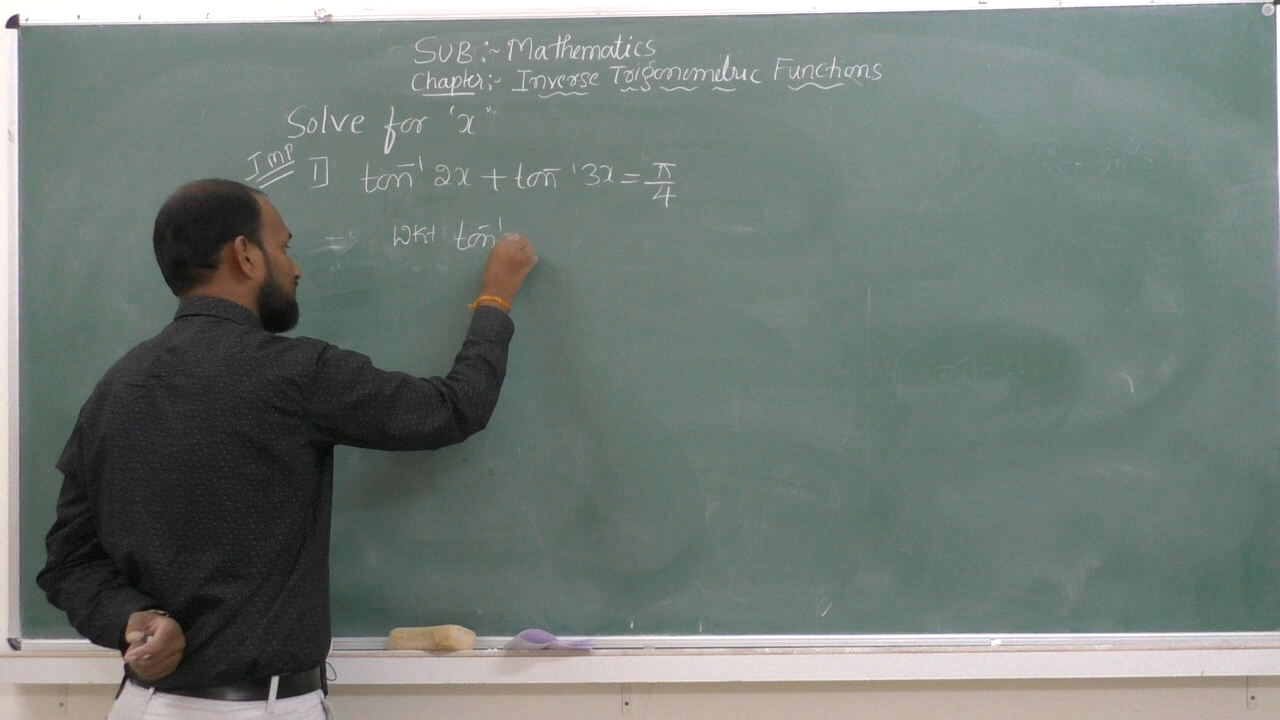 SUB:- Mathematics
Chapter:- Inverse Trigonometric Functions
Solve for 'x'
Imp 1] tan⁻¹ 2x + tan⁻¹ 3x = π/4
⇒ WKt tan⁻¹